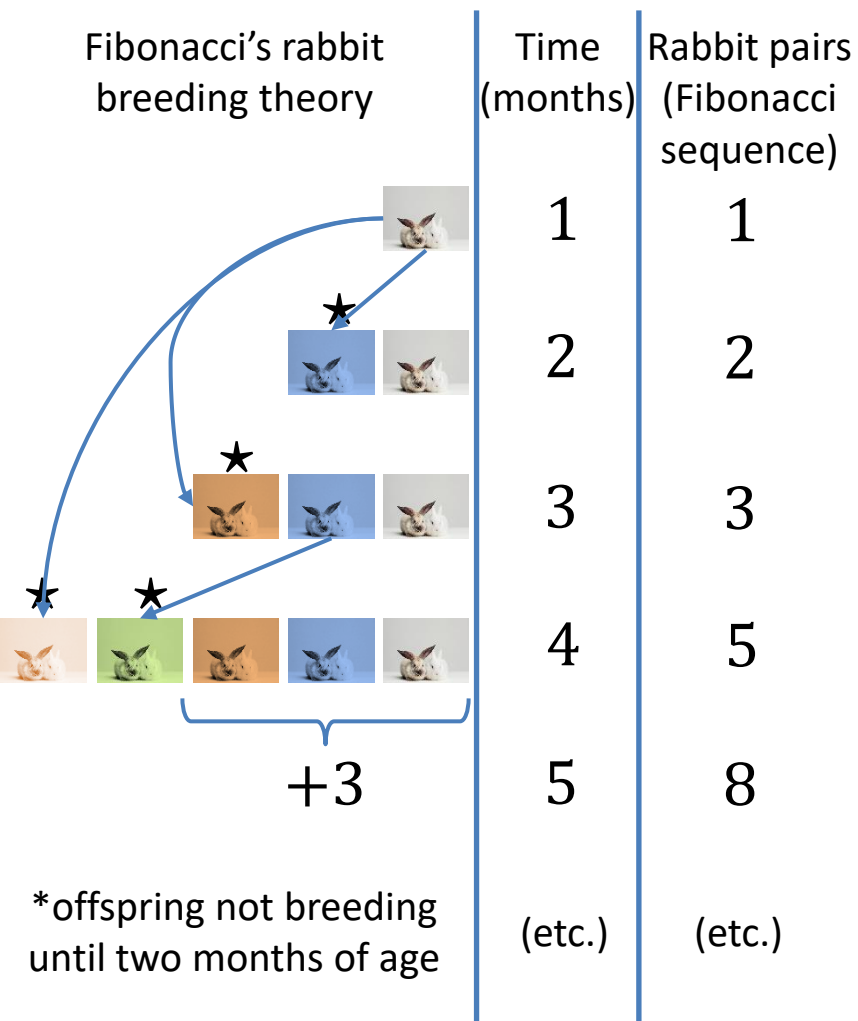 Fibonacci's rabbit
breeding theory
Time
(months)
Rabbit pairs
(Fibonacci
sequence)
1
1
2
2
3
3
4
5
+3
5
8
*offspring not breeding
until two months of age
(etc.)
(etc.)